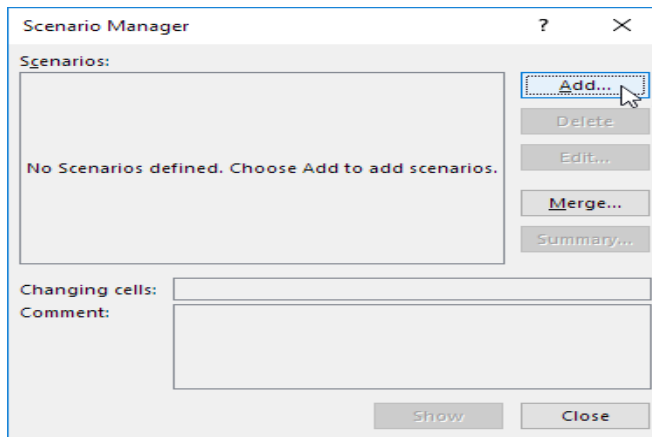 Scenario Manager ? ✕
Scenarios:
Add...
Delete
No Scenarios defined. Choose Add to add scenarios.
Edit...
Merge...
Summary...
Changing cells:
Comment:
Show
Close